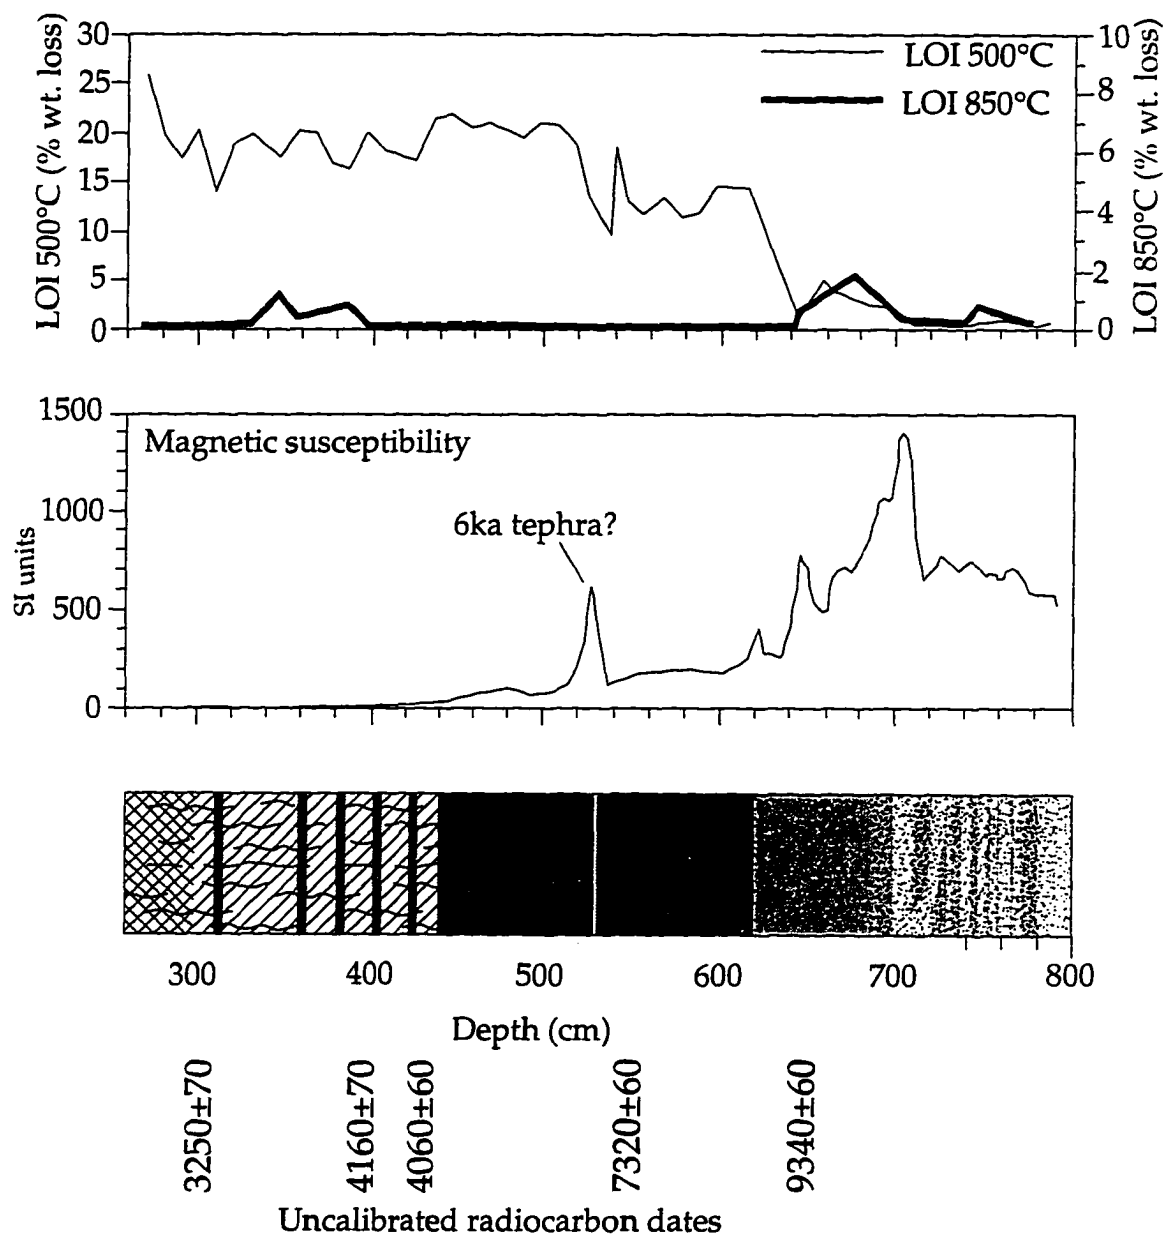 LOI 500°C (% wt. loss)
30
25
20
15
10
5
0
LOI 500°C
LOI 850°C
10
8
6
4
2
0
LOI 850°C (% wt. loss)
SI units
1500
1000
500
0
Magnetic susceptibility
6ka tephra?
300 400 500 600 700 800
Depth (cm)
3250±70
4160±70
4060±60
7320±60
9340±60
Uncalibrated radiocarbon dates